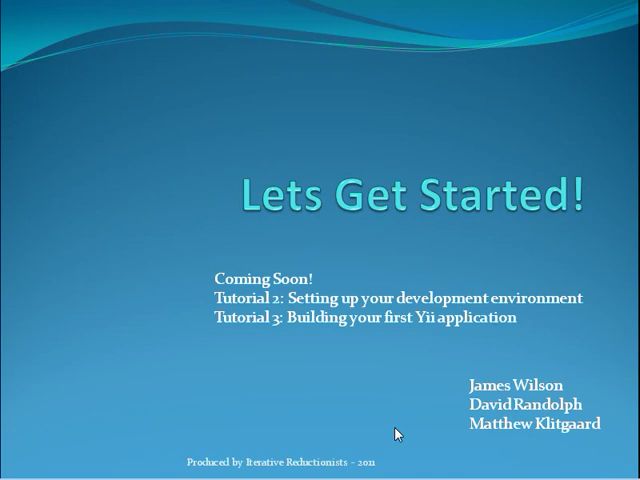 Lets Get Started!
Coming Soon!
Tutorial 2: Setting up your development environment
Tutorial 3: Building your first Yii application
James Wilson
David Randolph
Matthew Klitgaard
Produced by Iterative Reductionists - 2011